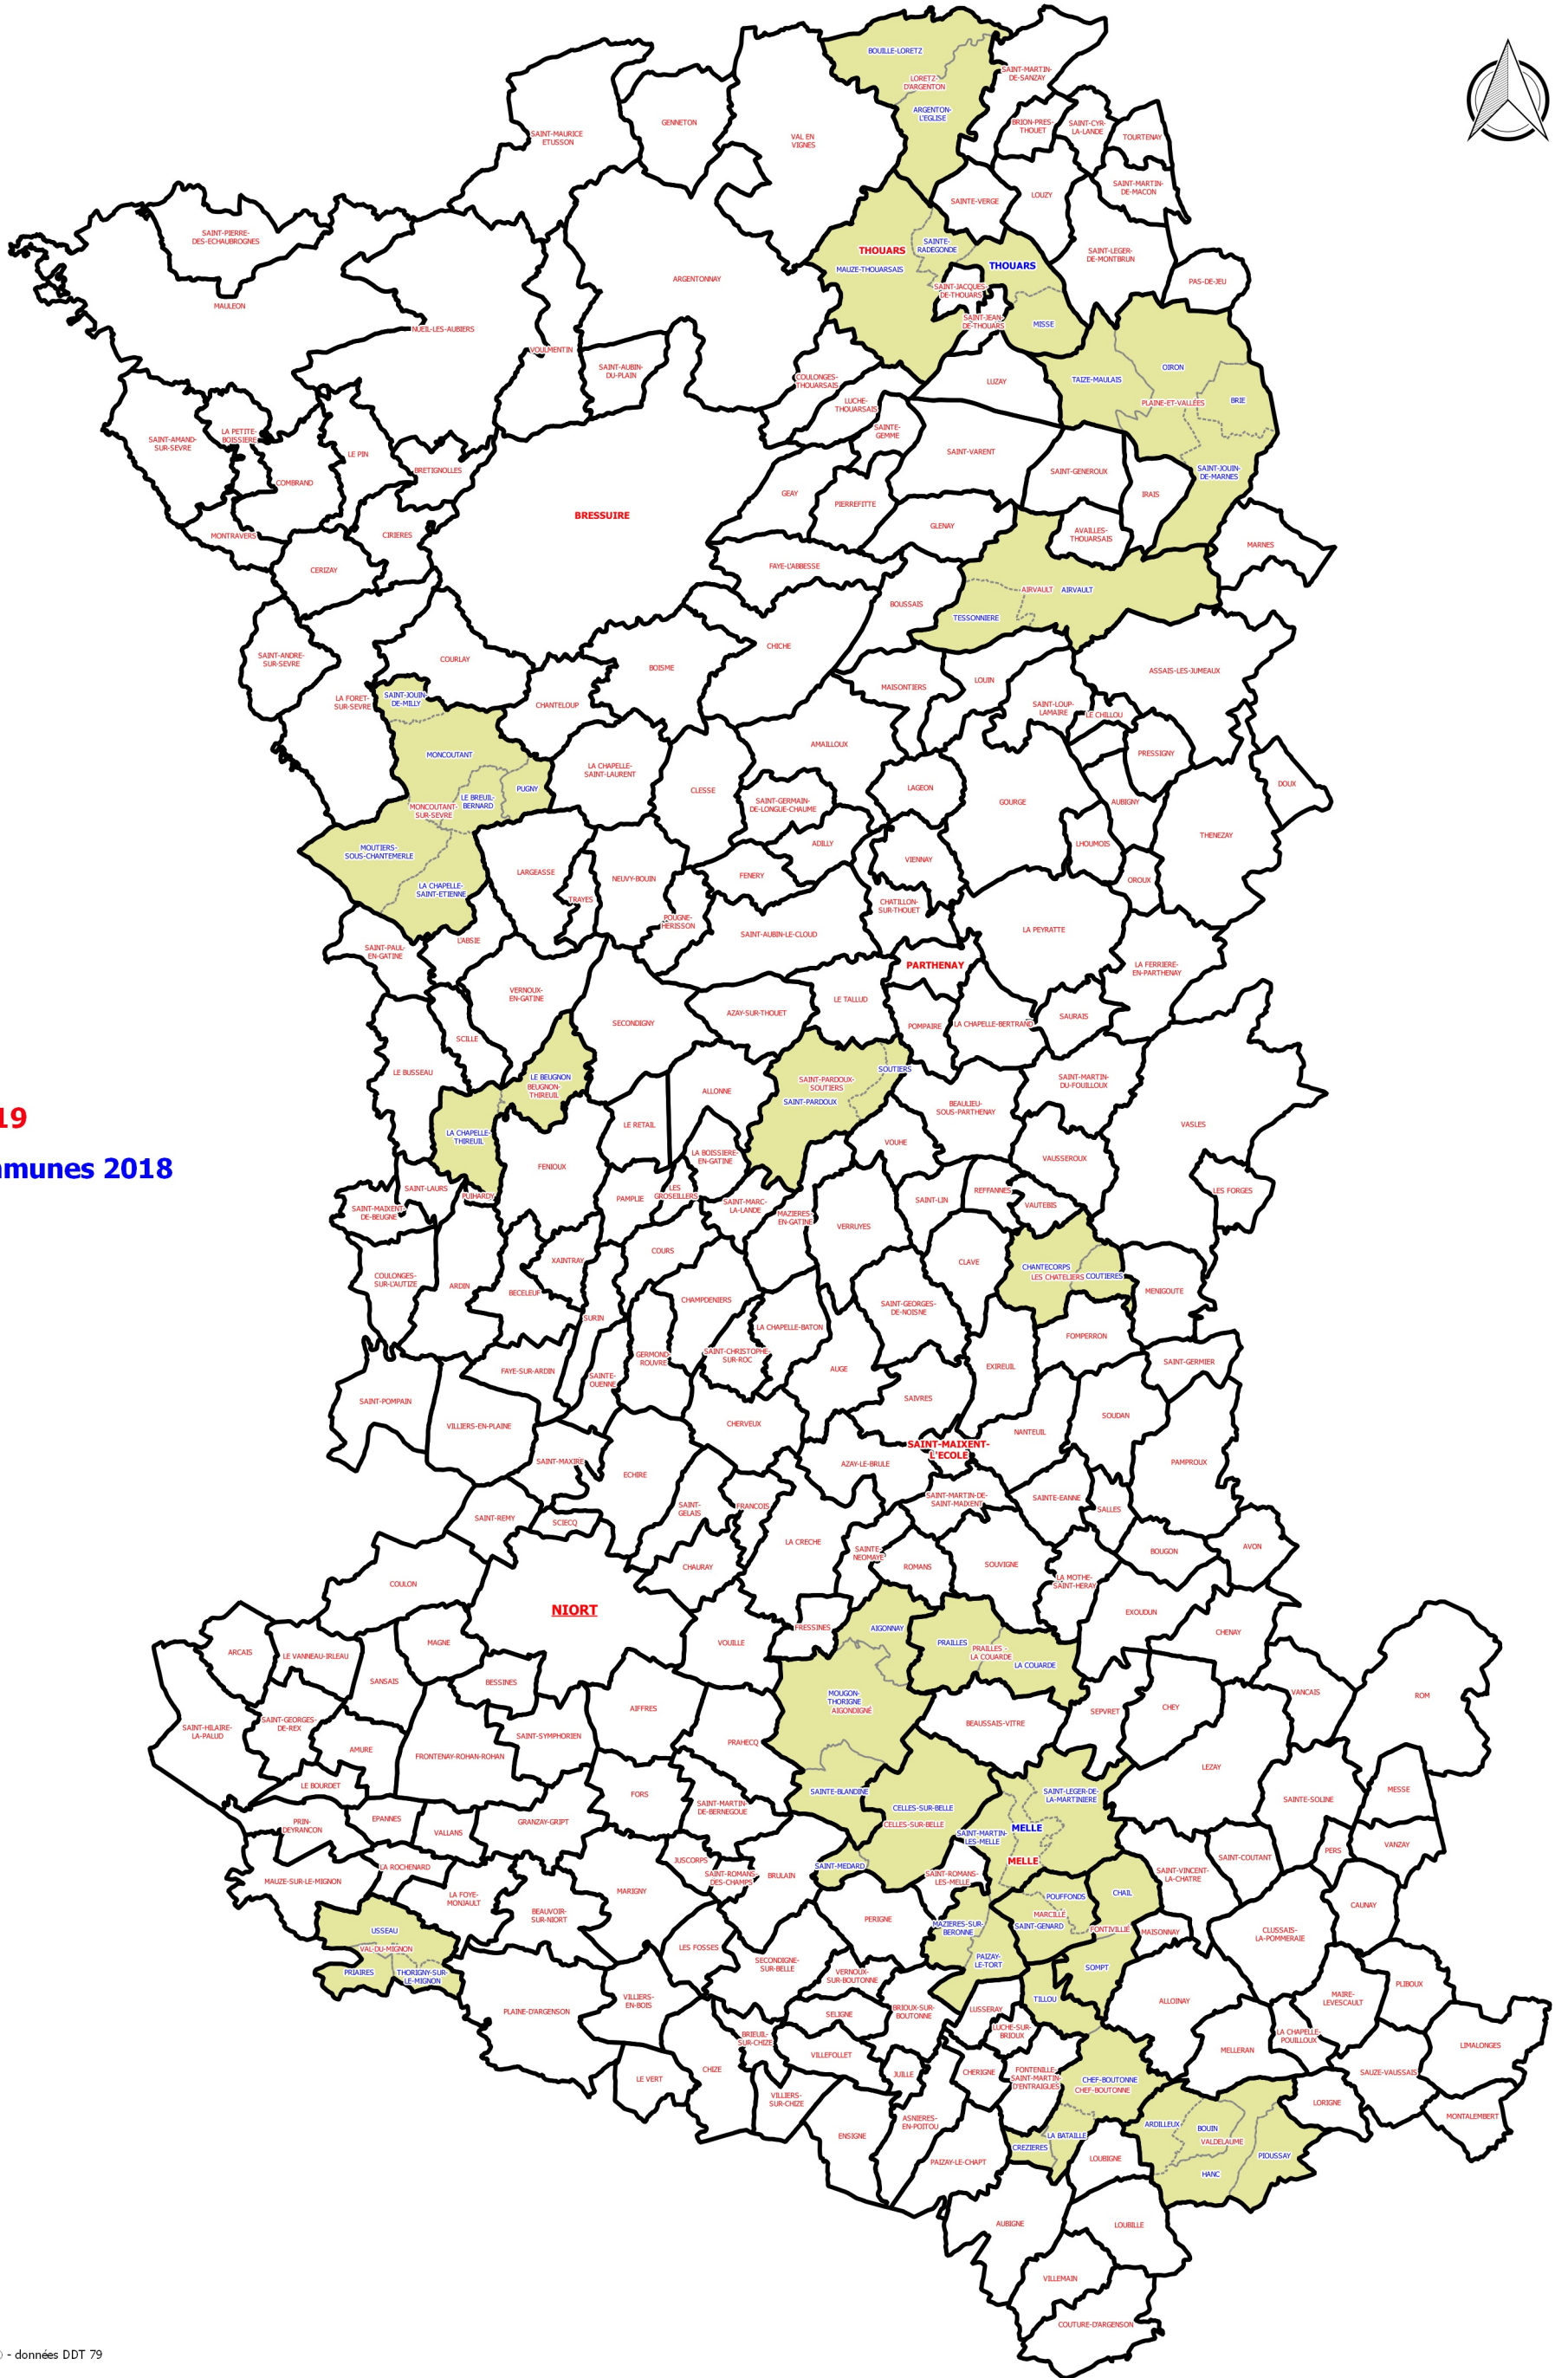 BOUILLE-LORETZ
LORETZ-
D'ARGENTON
ARGENTON-
L'EGLISE
SAINT-MARTIN-
DE-SANZAY
SAINT-MAURICE
ETUSSON
GENNETON
VAL EN
VIGNES
BRION-PRES-
THOUET
SAINT-CYR-
LA-LANDE
TOURTENAY
SAINT-MARTIN-
DE-MACON
SAINTE-VERGE
LOUZY
SAINT-PIERRE-
DES-ECHAUBROGNES
THOUARS
SAINTE-
RADEGONDE
MAUZE-THOUARSAIS
THOUARS
SAINT-LEGER-
DE-MONTBRUN
PAS-DE-JEU
ARGENTONNAY
SAINT-JACQUES-
DE-THOUARS
MAULEON
SAINT-JEAN-
DE-THOUARS
MISSE
NUEIL-LES-AUBIERS
VOULMENTIN
SAINT-AUBIN-
DU-PLAIN
COULONGES-
THOUARSAIS
LUZAY
TAIZE-MAULAIS
OIRON
PLAINE-ET-VALLÉES
BRIE
LUCHE-
THOUARSAIS
SAINTE-
GEMME
SAINT-AMAND-
SUR-SEVRE
LA PETITE-
BOISSIERE
LE PIN
BRETIGNOLLES
COMBRAND
SAINT-VARENT
SAINT-GENEROUX
SAINT-JOUIN-
DE-MARNES
IRAIS
GEAY
PIERREFITTE
BRESSUIRE
GLENAY
AVAILLES-
THOUARSAIS
MONTRAVERS
CIRIERES
MARNES
CERIZAY
FAYE-L'ABBESSE
AIRVAULT
AIRVAULT
BOUSSAIS
TESSONNIERE
SAINT-ANDRE-
SUR-SEVRE
COURLAY
BOISME
CHICHE
ASSAIS-LES-JUMEAUX
LA FORET-
SUR-SEVRE
SAINT-JOUIN-
DE-MILLY
CHANTELOUP
MAISONTIERS
LOUIN
SAINT-LOUP-
LAMAIRE
LE CHILLOU
MONCOUTANT
LA CHAPELLE-
SAINT-LAURENT
AMAILLOUX
PRESSIGNY
PUGNY
LE BREUIL-
BERNARD
MONCOUTANT-
SUR-SEVRE
CLESSE
SAINT-GERMAIN-
DE-LONGUE-CHAUME
LAGEON
GOURGE
AUBIGNY
DOUX
THENEZAY
MOUTIERS-
SOUS-CHANTEMERLE
ADILLY
LHOUMOIS
LARGEASSE
NEUVY-BOUIN
FENERY
VIENNAY
OROUX
LA CHAPELLE-
SAINT-ETIENNE
TRAYES
CHATILLON-
SUR-THOUET
POUGNE-
HERISSON
SAINT-AUBIN-LE-CLOUD
LA PEYRATTE
L'ABSIE
SAINT-PAUL-
EN-GATINE
PARTHENAY
LA FERRIERE-
EN-PARTHENAY
VERNOUX-
EN-GATINE
LE TALLUD
AZAY-SUR-THOUET
SECONDIGNY
POMPAIRE
LA CHAPELLE-BERTRAND
SAURAIS
SCILLE
LE BUSSEAU
LE BEUGNON
BEUGNON-
THIREUIL
ALLONNE
SAINT-PARDOUX-
SOUTIERS
SOUTIERS
SAINT-PARDOUX
SAINT-MARTIN-
DU-FOUILLOUX
BEAULIEU-
SOUS-PARTHENAY
19
VASLES
LA CHAPELLE-
THIREUIL
LE RETAIL
VOUHE
LA BOISSIERE-
EN-GATINE
VAUSSEROUX
mmunes 2018
FENIOUX
SAINT-LAURS
PUIHARDY
PAMPLIE
LES
GROSEILLERS
SAINT-MARC-
LA-LANDE
SAINT-LIN
REFFANNES
VAUTEBIS
LES FORGES
SAINT-MAIXENT-
DE-BEUGNE
MAZIERES-
EN-GATINE
VERRUYES
COURS
XAINTRAY
CLAVE
CHANTECORPS
LES CHATELIERS
COUTIERES
COULONGES-
SUR-L'AUTIZE
ARDIN
BECELEUF
MENIGOUTE
CHAMPDENIERS
SAINT-GEORGES-
DE-NOISNE
SURIN
LA CHAPELLE-BATON
FOMPERRON
GERMOND-
ROUVRE
SAINT-CHRISTOPHE-
SUR-ROC
SAINT-GERMIER
FAYE-SUR-ARDIN
SAINTE-
OUENNE
AUGE
EXIREUIL
SAINT-POMPAIN
SAIVRES
SOUDAN
VILLIERS-EN-PLAINE
CHERVEUX
NANTEUIL
SAINT-MAIXENT-
L'ECOLE
SAINT-MAXIRE
AZAY-LE-BRULE
PAMPROUX
ECHIRE
SAINT-MARTIN-DE-
SAINT-MAIXENT
SAINTE-EANNE
SALLES
SAINT-
GELAIS
FRANCOIS
SAINT-REMY
SCIECQ
LA CRECHE
SAINTE-
NEOMAYE
BOUGON
AVON
CHAURAY
ROMANS
SOUVIGNE
COULON
LA MOTHE-
SAINT-HERAY
NIORT
EXOUDUN
FRESSINES
AIGONNAY
CHENAY
ARCAIS
LE VANNEAU-IRLEAU
MAGNE
VOUILLE
PRAILLES
PRAILLES -
LA COUARDE
LA COUARDE
SANSAIS
BESSINES
MOUGON-
THORIGNE
AIGONDIGNÉ
VANCAIS
ROM
AIFFRES
SEPVRET
CHEY
SAINT-HILAIRE-
LA-PALUD
SAINT-GEORGES-
DE-REX
BEAUSSAIS-VITRE
SAINT-SYMPHORIEN
PRAHECQ
AMURE
FRONTENAY-ROHAN-ROHAN
LEZAY
LE BOURDET
FORS
SAINTE-BLANDINE
SAINT-LEGER-DE-
LA-MARTINIERE
MESSE
SAINTE-SOLINE
SAINT-MARTIN-
DE-BERNEGOUE
CELLES-SUR-BELLE
CELLES-SUR-BELLE
PRIN-
DEYRANCON
EPANNES
VALLANS
GRANZAY-GRIPT
MELLE
SAINT-MARTIN-
LES-MELLE
MELLE
VANZAY
PERS
SAINT-COUTANT
JUSCORPS
LA ROCHENARD
SAINT-MEDARD
SAINT-ROMANS-
DES-CHAMPS
BRULAIN
SAINT-ROMANS-
LES-MELLE
SAINT-VINCENT-
LA-CHATRE
MAUZE-SUR-LE-MIGNON
LA FOYE-
MONJAULT
MARIGNY
POUFFONDS
CHAIL
CAUNAY
BEAUVOIR-
SUR-NIORT
PERIGNE
MARCILLÉ
MAZIERES-SUR-
BERONNE
SAINT-GENARD
FONTIVILLIÉ
MAISONNAY
CLUSSAIS-
LA-POMMERAIE
USSEAU
VAL-DU-MIGNON
LES FOSSES
PAIZAY-
LE-TORT
SECONDIGNE-
SUR-BELLE
SOMPT
PRIAIRES
THORIGNY-SUR-
LE-MIGNON
VERNOUX-
SUR-BOUTONNE
PLIBOUX
VILLIERS-
EN-BOIS
TILLOU
ALLOINAY
MAIRE-
LEVESCAULT
PLAINE-D'ARGENSON
SELIGNE
BRIOUX-SUR-
BOUTONNE
LUSSERAY
LUCHE-SUR-
BRIOUX
LA CHAPELLE-
POUILLOUX
BRIEUIL-
SUR-CHIZE
LIMALONGES
VILLEFOLLET
MELLERAN
CHIZE
JUILLE
CHERIGNE
FONTENILLE-
SAINT-MARTIN-
D'ENTRAIGUES
SAUZE-VAUSSAIS
LE VERT
CHEF-BOUTONNE
CHEF-BOUTONNE
VILLIERS-
SUR-CHIZE
LORIGNE
MONTALEMBERT
ASNIERES-
EN-POITOU
ARDILLEUX
BOUIN
ENSIGNE
LA BATAILLE
VALDELAUME
CREZIERES
PIOUSSAY
LOUBIGNE
PAIZAY-LE-CHAPT
HANC
AUBIGNE
LOUBILLE
VILLEMAIN
COUTURE-D'ARGENSON
- données DDT 79